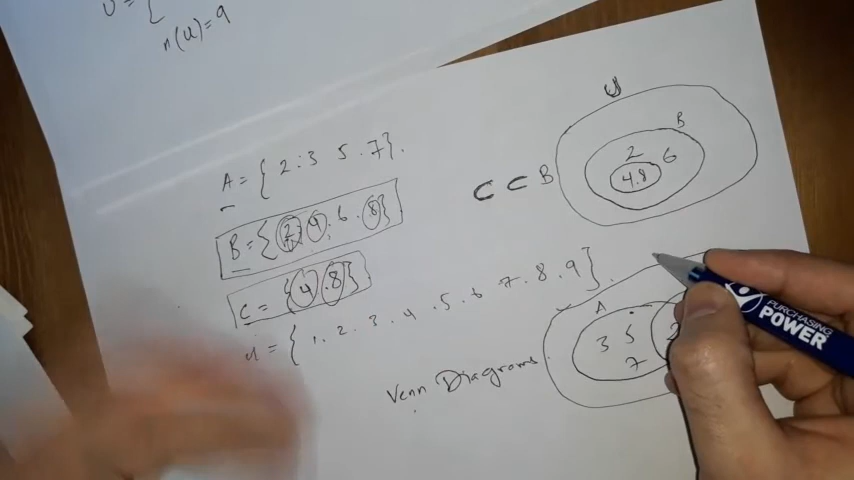 U = {
n(U) = 9
A = { 2 : 3 5 . 7 } .
B = { 2, 4, 6 . 8 }
C = { 4 . 8 }
U = { 1 . 2 . 3 . 4 . 5 . 6 7 . 8 . 9 } .
Venn Diagrams
U
B
2
6
4.8
C ⊂ B
A
3 5
7
2
PURCHASING
POWER